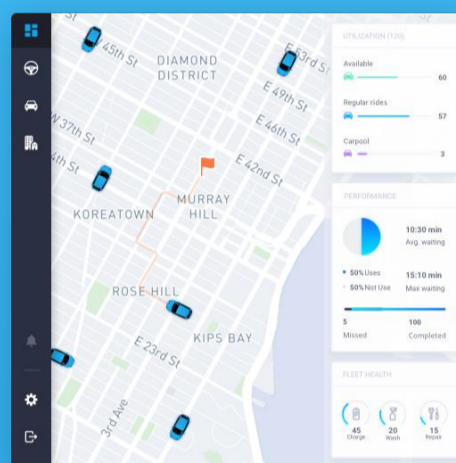 W 45th St
DIAMOND
DISTRICT
E 53rd St
E 49th St
E 46th St
W 37th St
E 42nd St
4th St
MURRAY
HILL
KOREATOWN
ROSE HILL
KIPS BAY
E 23rd St
3rd Ave
UTILIZATION (120)
Available
60
Regular rides
57
Carpool
3
PERFORMANCE
10:30 min
Avg. waiting
50% Uses
50% Not Use
15:10 min
Max waiting
5
100
Missed
Completed
FLEET HEALTH
45
20
15
Charge
Wash
Repair